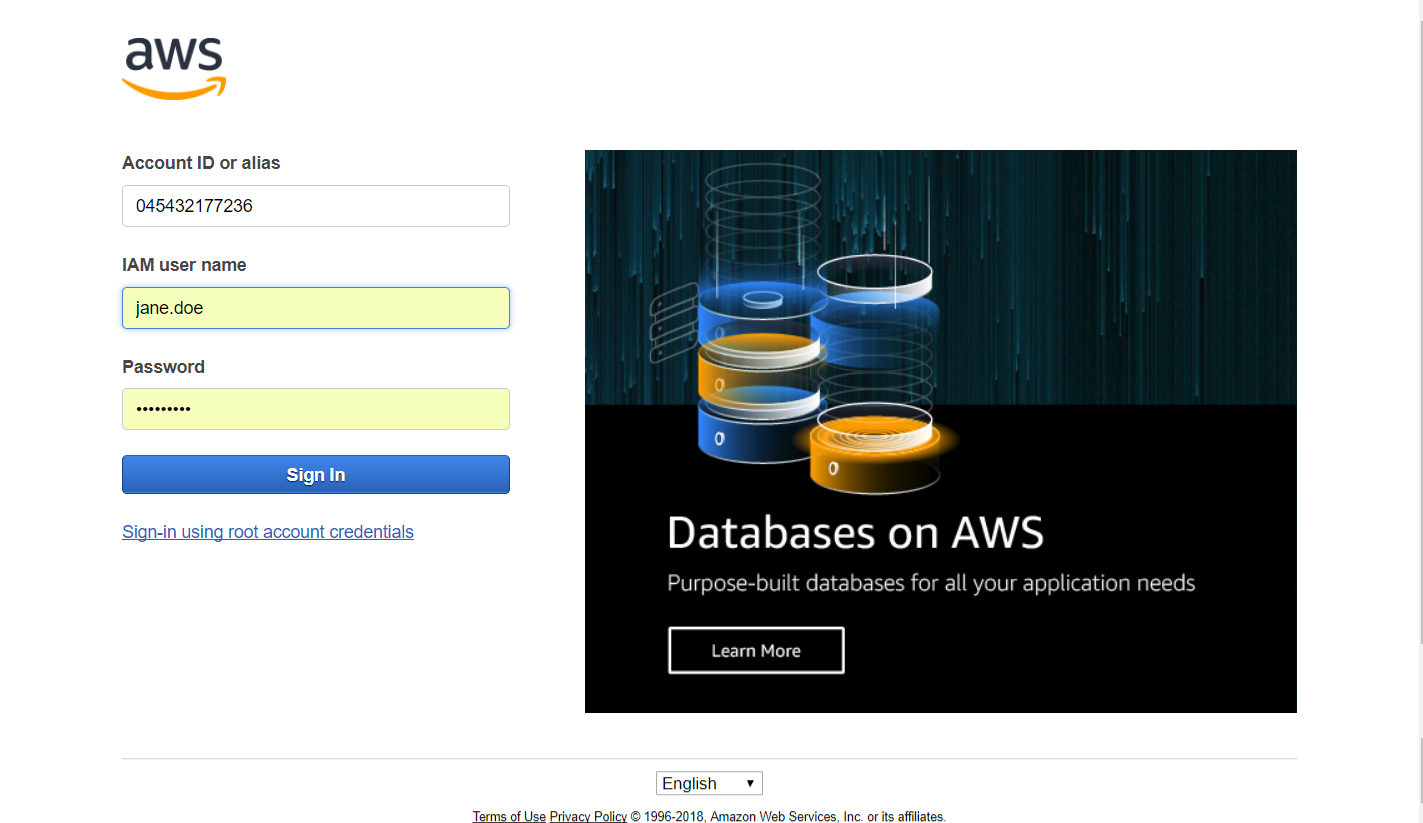 aws
Account ID or alias
045432177236
IAM user name
jane.doe
Password
•••••••••
Sign In
Sign-in using root account credentials
Databases on AWS
Purpose-built databases for all your application needs
Learn More
English
Terms of Use Privacy Policy © 1996-2018, Amazon Web Services, Inc. or its affiliates.